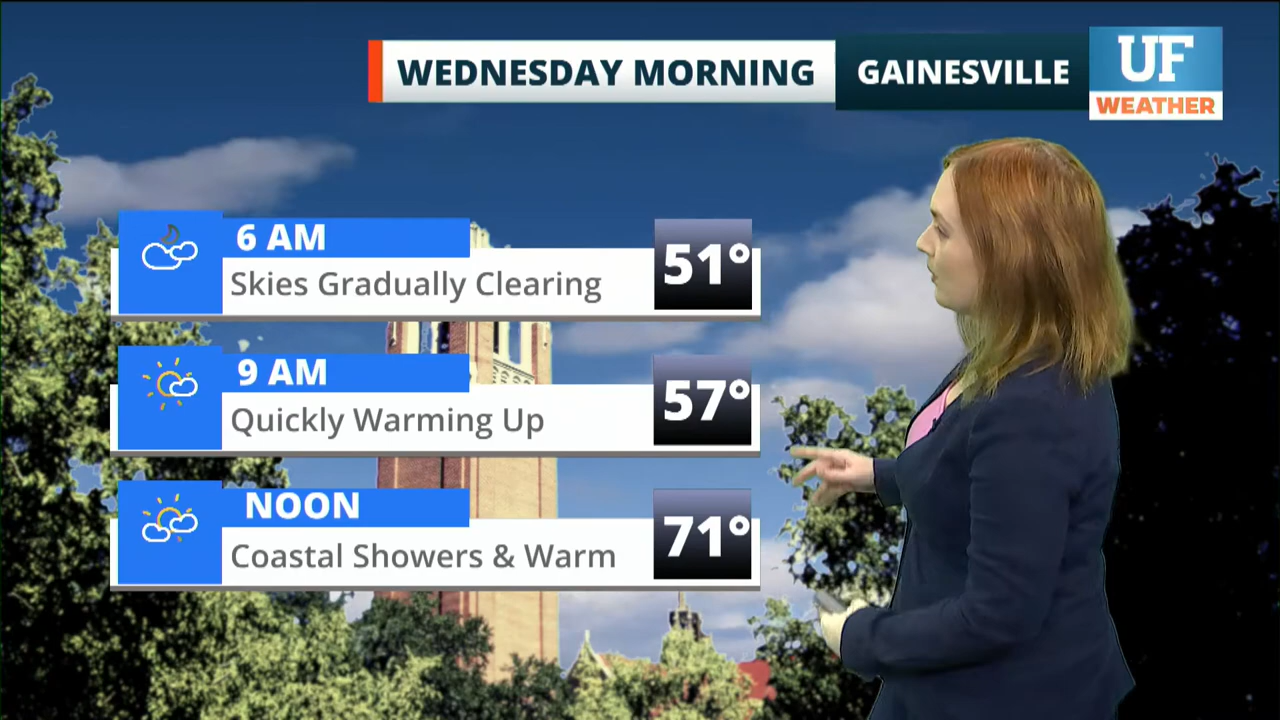 WEDNESDAY MORNING
GAINESVILLE
UF
WEATHER
6 AM
Skies Gradually Clearing
51°
9 AM
Quickly Warming Up
57°
NOON
Coastal Showers & Warm
71°